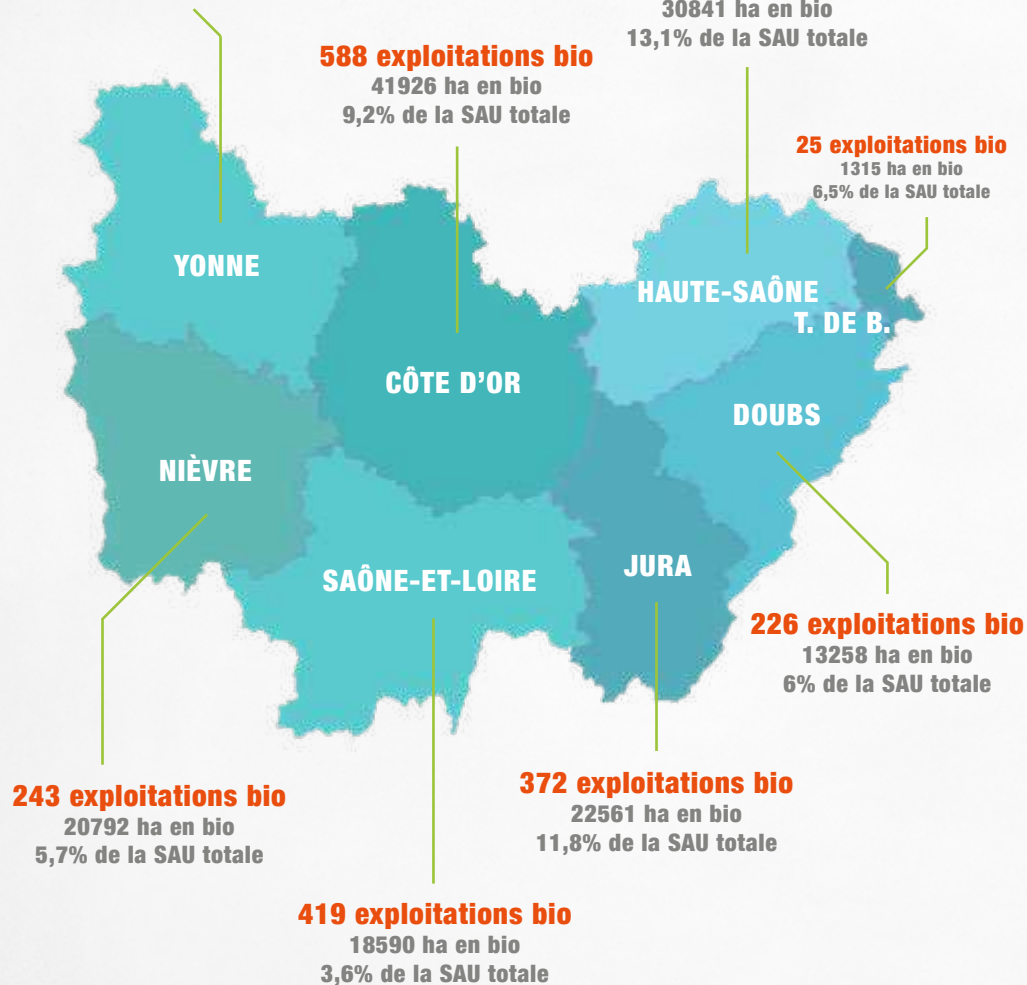 30841 ha en bio
13,1% de la SAU totale
588 exploitations bio
41926 ha en bio
9,2% de la SAU totale
25 exploitations bio
1315 ha en bio
6,5% de la SAU totale
YONNE
HAUTE-SAÔNE
T. DE B.
CÔTE D'OR
DOUBS
NIÈVRE
SAÔNE-ET-LOIRE
JURA
226 exploitations bio
13258 ha en bio
6% de la SAU totale
243 exploitations bio
20792 ha en bio
5,7% de la SAU totale
372 exploitations bio
22561 ha en bio
11,8% de la SAU totale
419 exploitations bio
18590 ha en bio
3,6% de la SAU totale